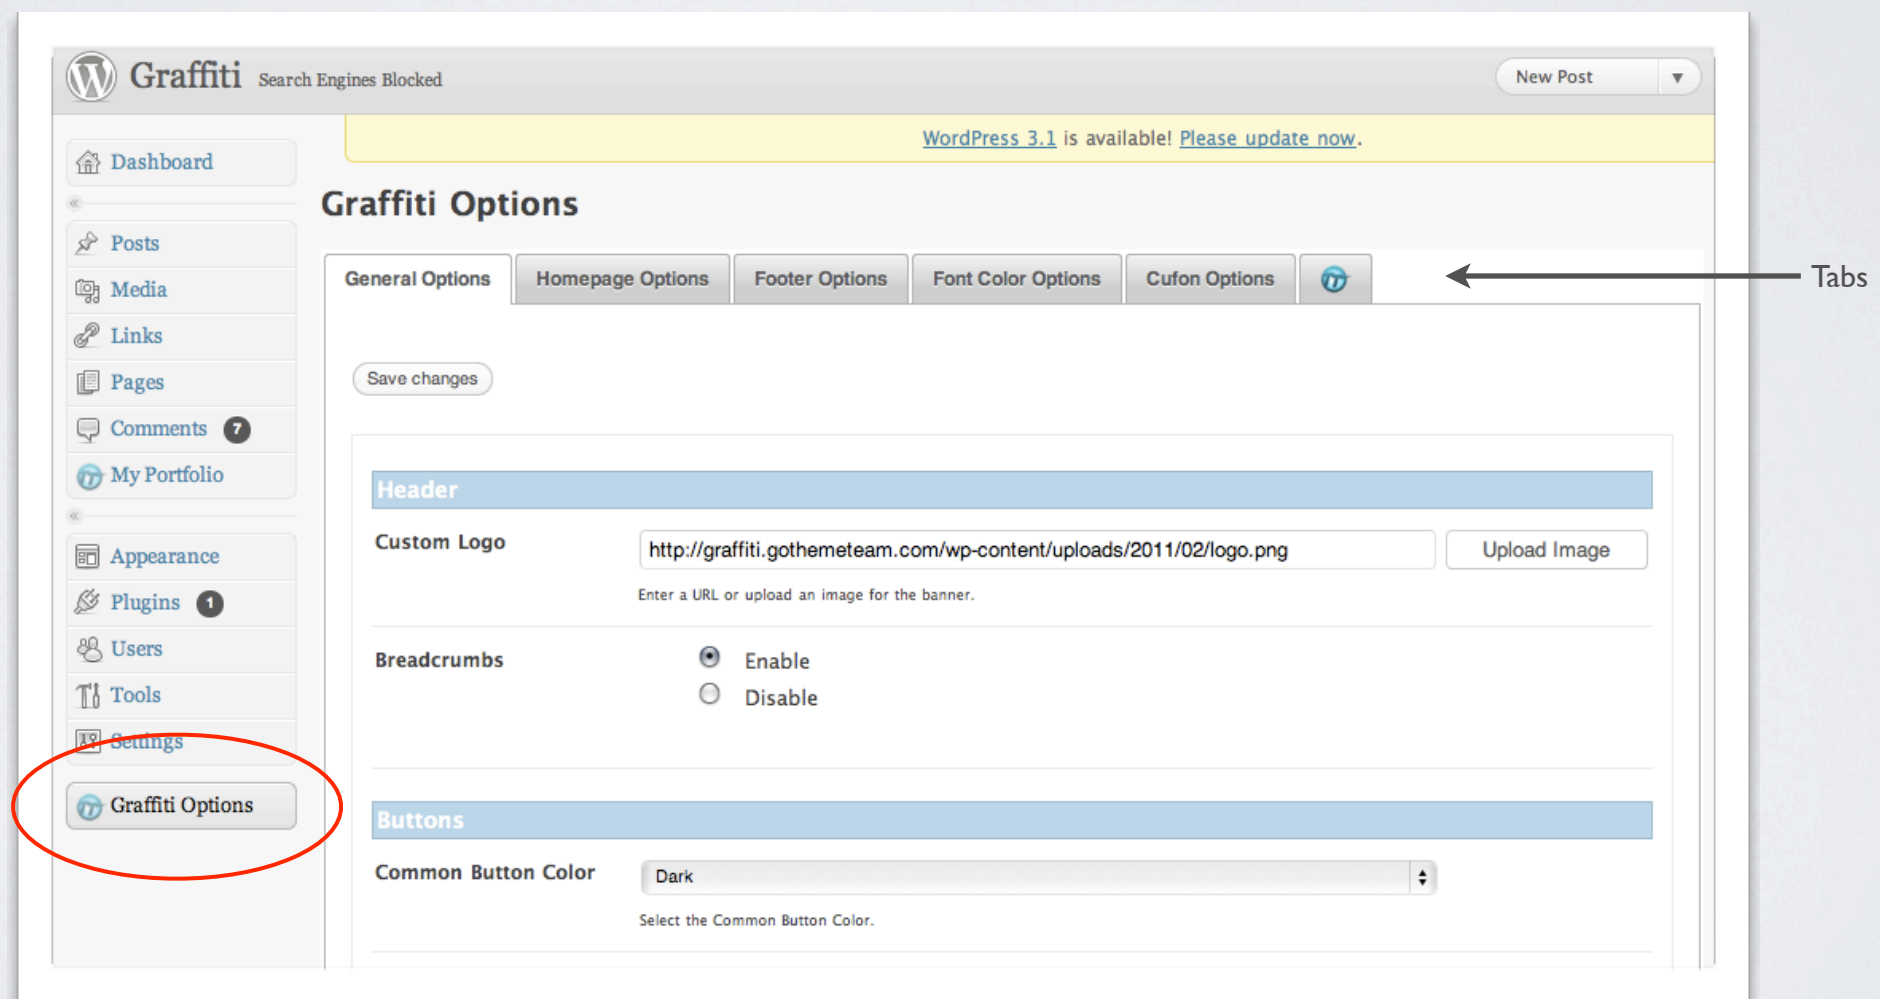 Graffiti Search Engines Blocked
New Post
WordPress 3.1 is available! Please update now.
Dashboard
Posts
Media
Links
Pages
Comments 7
My Portfolio
Appearance
Plugins 1
Users
Tools
Settings
Graffiti Options
Graffiti Options
General Options
Homepage Options
Footer Options
Font Color Options
Cufon Options
Tabs
Save changes
Header
Custom Logo
http://graffiti.gothemeteam.com/wp-content/uploads/2011/02/logo.png
Upload Image
Enter a URL or upload an image for the banner.
Breadcrumbs
Enable
Disable
Buttons
Common Button Color
Dark
Select the Common Button Color.